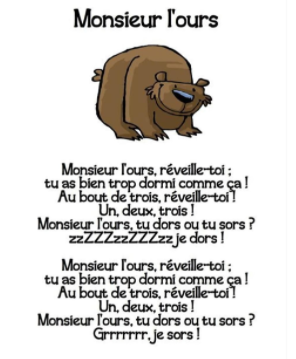 Monsieur l'ours
Monsieur l'ours, réveille-toi ;
tu as bien trop dormi comme ça !
Au bout de trois, réveille-toi !
Un, deux, trois !
Monsieur l'ours, tu dors ou tu sors ?
zzZZZzzZZZzz je dors !
Monsieur l'ours, réveille-toi ;
tu as bien trop dormi comme ça !
Au bout de trois, réveille-toi !
Un, deux, trois !
Monsieur l'ours, tu dors ou tu sors ?
Grrrrrrr, je sors !